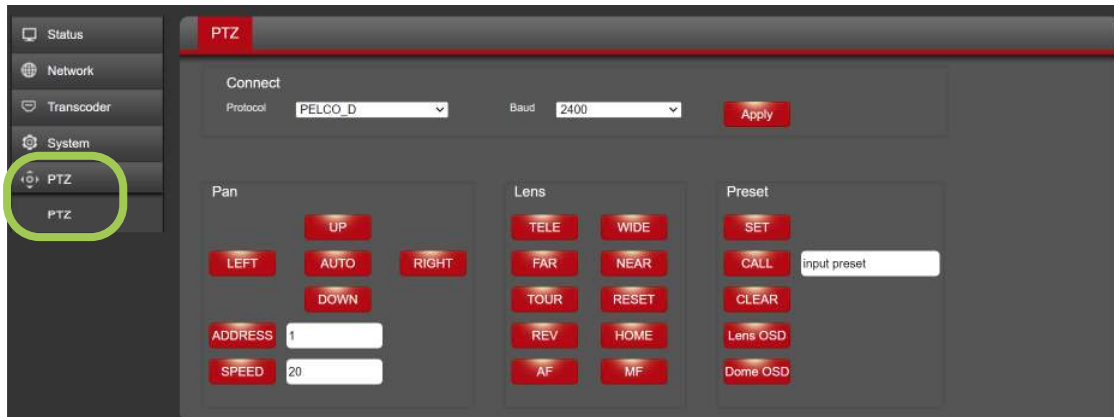 Status
Network
Transcoder
System
PTZ
PTZ
PTZ
Connect
Protocol PELCO_D Baud 2400 Apply
Pan
UP
LEFT AUTO RIGHT
DOWN
ADDRESS 1
SPEED 20
Lens
TELE WIDE
FAR NEAR
TOUR RESET
REV HOME
AF MF
Preset
SET
CALL input preset
CLEAR
Lens OSD
Dome OSD